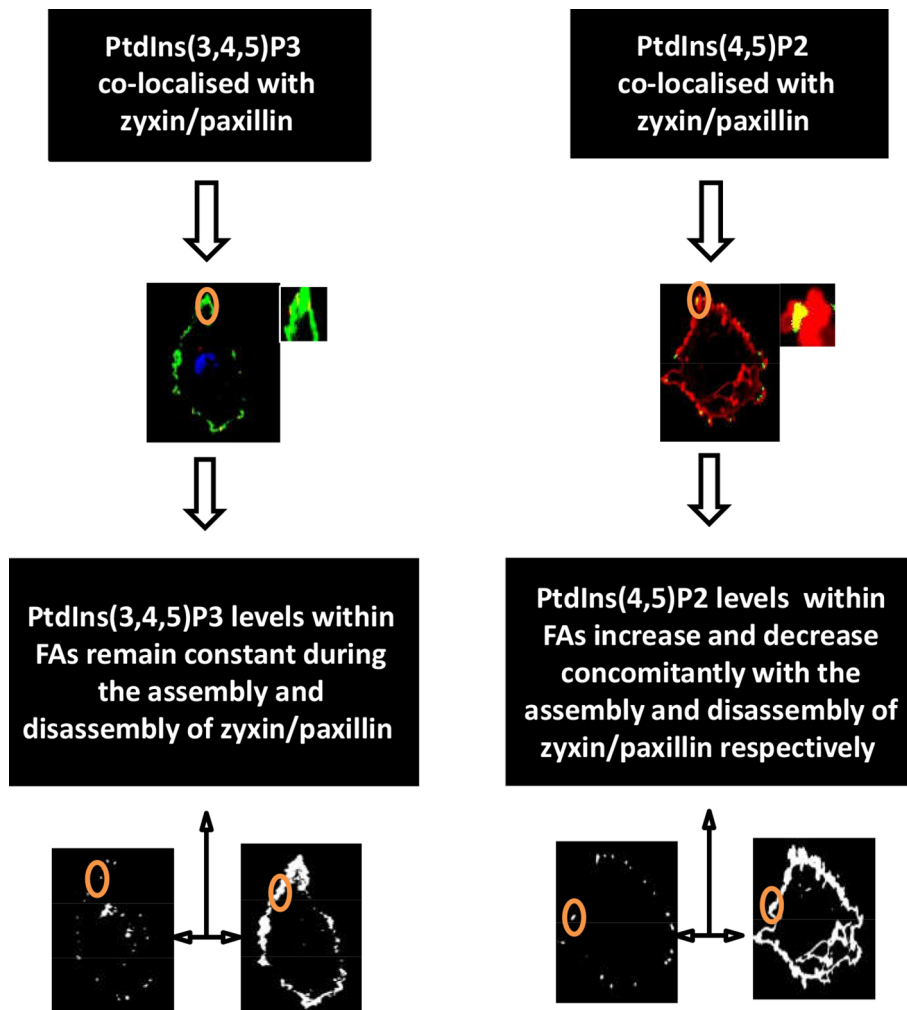 PtdIns(3,4,5)P3
co-localised with
zyxin/paxillin
PtdIns(4,5)P2
co-localised with
zyxin/paxillin
PtdIns(3,4,5)P3 levels within
FAs remain constant during
the assembly and
disassembly of zyxin/paxillin
PtdIns(4,5)P2 levels within
FAs increase and decrease
concomitantly with the
assembly and disassembly of
zyxin/paxillin respectively